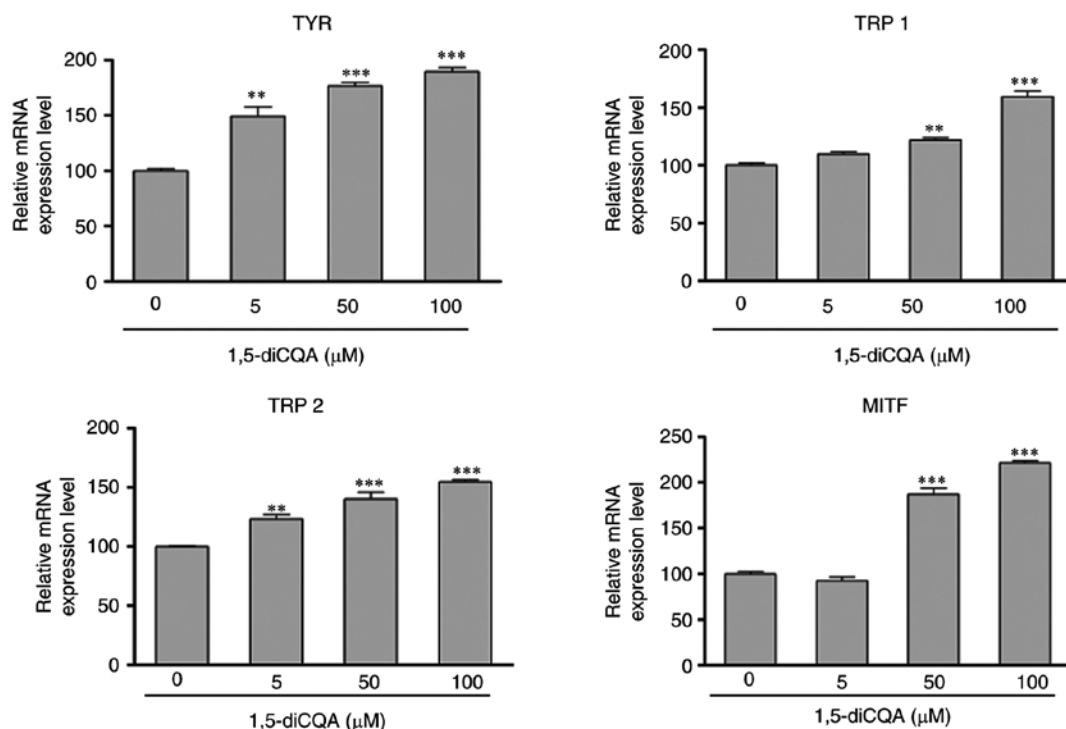 TYR
Relative mRNA
expression level
200
150
100
50
0
**
***
***
0 5 50 100
1,5-diCQA (μM)
TRP 1
Relative mRNA
expression level
200
150
100
50
0
**
***
0 5 50 100
1,5-diCQA (μM)
TRP 2
Relative mRNA
expression level
200
150
100
50
0
**
***
***
0 5 50 100
1,5-diCQA (μM)
MITF
Relative mRNA
expression level
250
200
150
100
50
0
***
***
0 5 50 100
1,5-diCQA (μM)